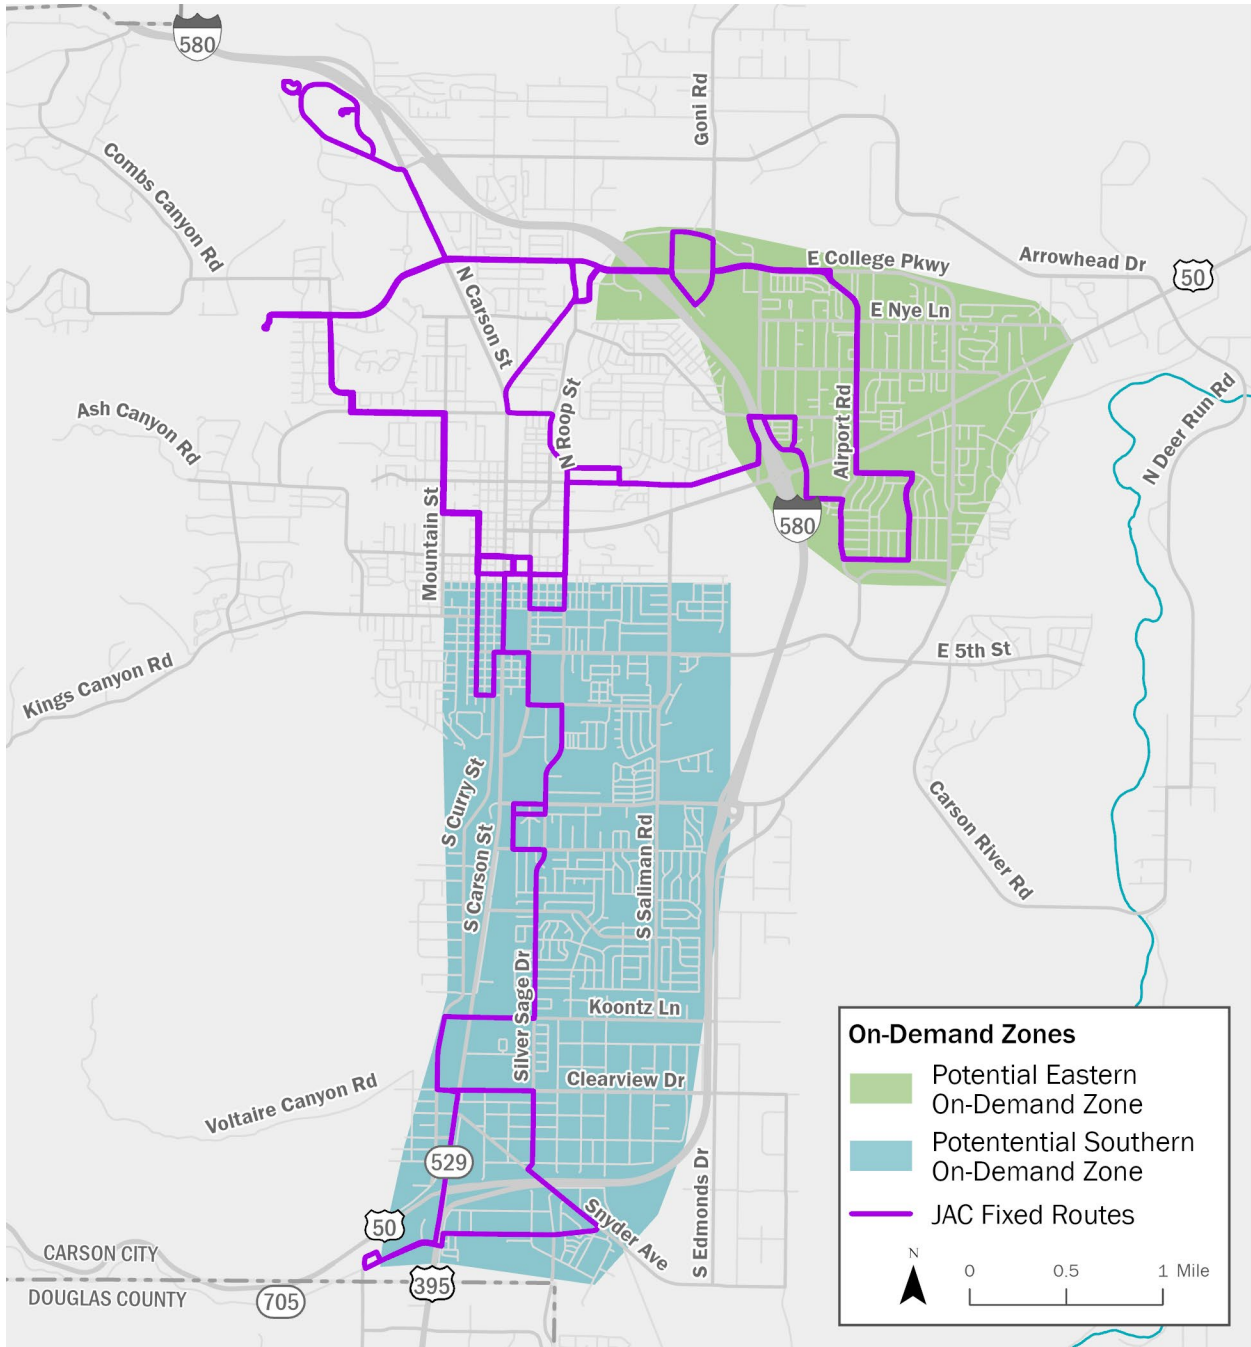 580
Goni Rd
Combs Canyon Rd
E College Pkwy
Arrowhead Dr
50
N Carson St
E Nye Ln
Ash Canyon Rd
N Roop St
Airport Rd
N Deer Run Rd
Mountain St
580
Kings Canyon Rd
E 5th St
S Curry St
S Carson St
S Saliman Rd
Carson River Rd
Silver Sage Dr
Koontz Ln
Clearview Dr
Voltaire Canyon Rd
529
S Edmonds Dr
Snyder Ave
50
CARSON CITY
DOUGLAS COUNTY
705
395
On-Demand Zones
Potential Eastern
On-Demand Zone
Potentential Southern
On-Demand Zone
JAC Fixed Routes
N
0 0.5 1 Mile